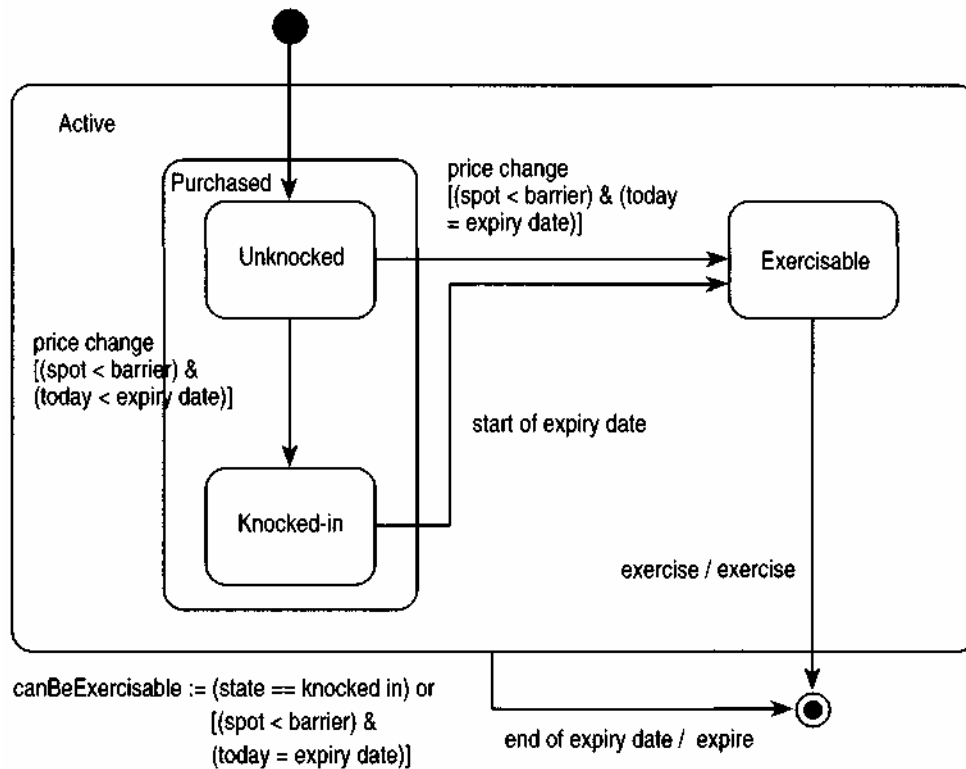 Active
Purchased
price change
[(spot < barrier) & (today
= expiry date)]
Unknocked
Exercisable
price change
[(spot < barrier) &
(today < expiry date)]
start of expiry date
Knocked-in
exercise / exercise
canBeExercisable := (state == knocked in) or
[(spot < barrier) &
(today = expiry date)]
end of expiry date / expire